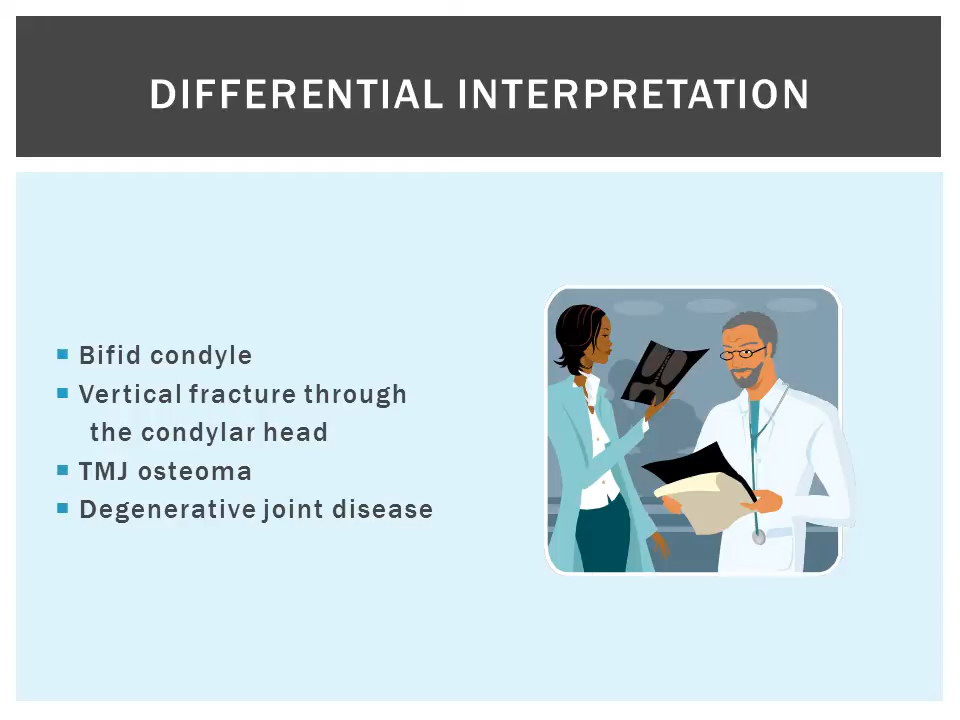 DIFFERENTIAL INTERPRETATION
Bifid condyle
Vertical fracture through
the condylar head
TMJ osteoma
Degenerative joint disease